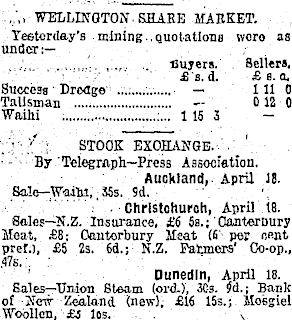 WELLINGTON SHARE MARKET.
Yesterday's mining quotations were as
under:—
Buyers. Sellers,
£ s. d. £ s. d.
Success Dredge ............ — 1 11 0
Talisman ............ — 0 12 0
Waihi ............ 1 15 3 —
STOCK EXCHANGE.
By Telegraph—Press Association.
Auckland, April 18.
Sale—Waihi, 35s. 9d.
Christchurch, April 18.
Sales—N.Z. Insurance, £6 5s.; Canterbury
Meat, £8; Canterbury Meat (6 per cent
pref.), £5 2s. 6d.; N.Z. Farmers' Co-op.,
47s.
Dunedin, April 18.
Sales—Union Steam (ord.), 9d.; Bank
of New Zealand (new), £16 15s.; Mosgiel
Woollen, £5 10s.